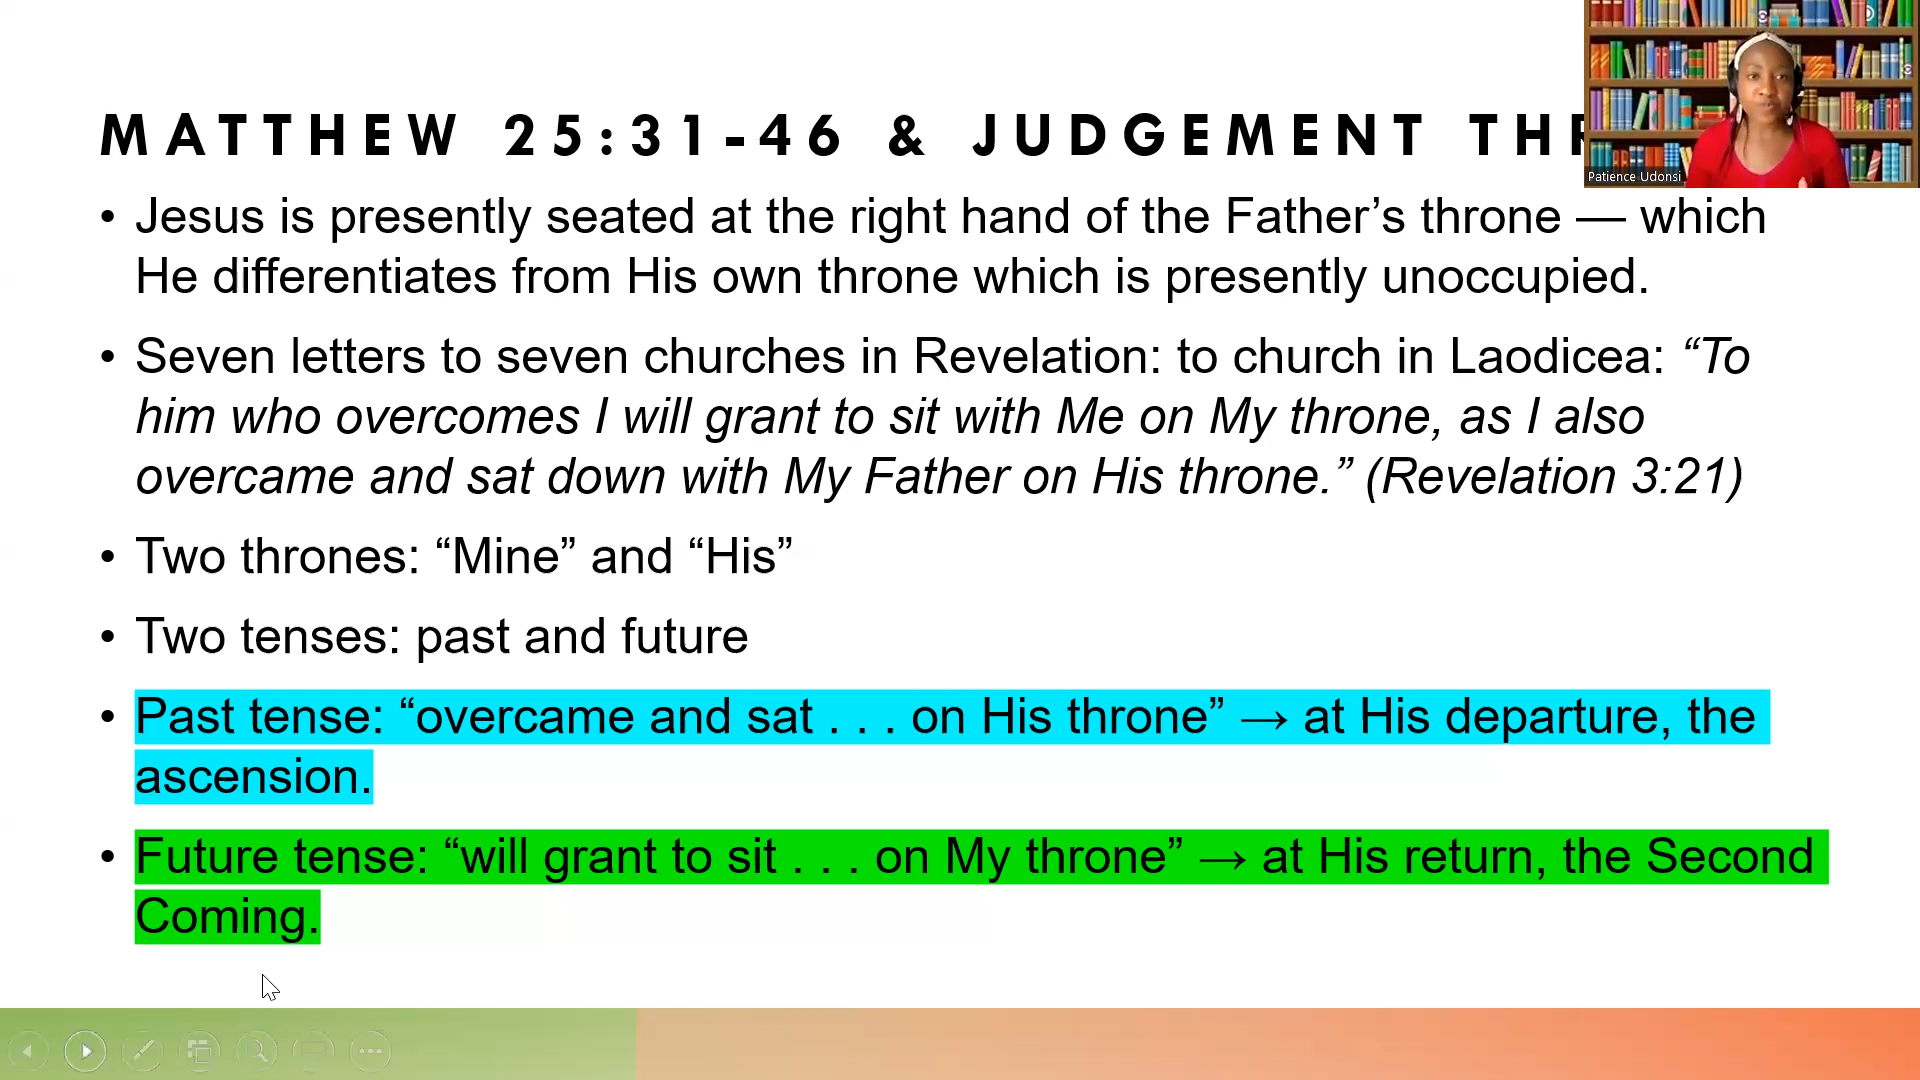 MATTHEW 25:31-46 & JUDGEMENT
Patience Udonsi
• Jesus is presently seated at the right hand of the Father’s throne — which
He differentiates from His own throne which is presently unoccupied.
• Seven letters to seven churches in Revelation: to church in Laodicea: “To
him who overcomes I will grant to sit with Me on My throne, as I also
overcame and sat down with My Father on His throne.” (Revelation 3:21)
• Two thrones: “Mine” and “His”
• Two tenses: past and future
• Past tense: “overcame and sat . . . on His throne” → at His departure, the
ascension.
• Future tense: “will grant to sit . . . on My throne” → at His return, the Second
Coming.